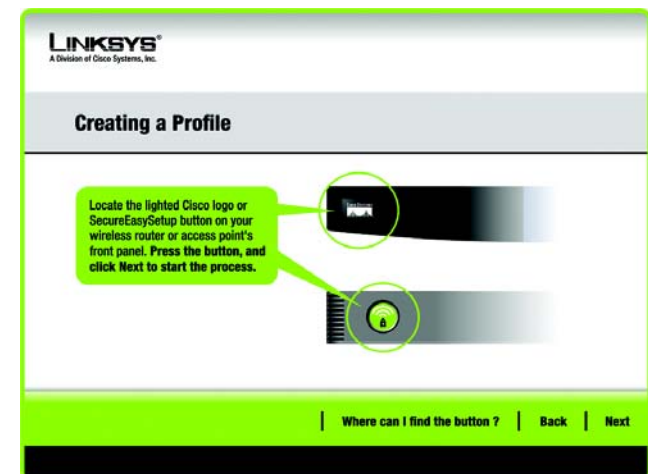 LINKSYS®
A Division of Cisco Systems, Inc.
Creating a Profile
Locate the lighted Cisco logo or
SecureEasySetup button on your
wireless router or access point's
front panel. Press the button, and
click Next to start the process.
Where can I find the button ? | Back | Next